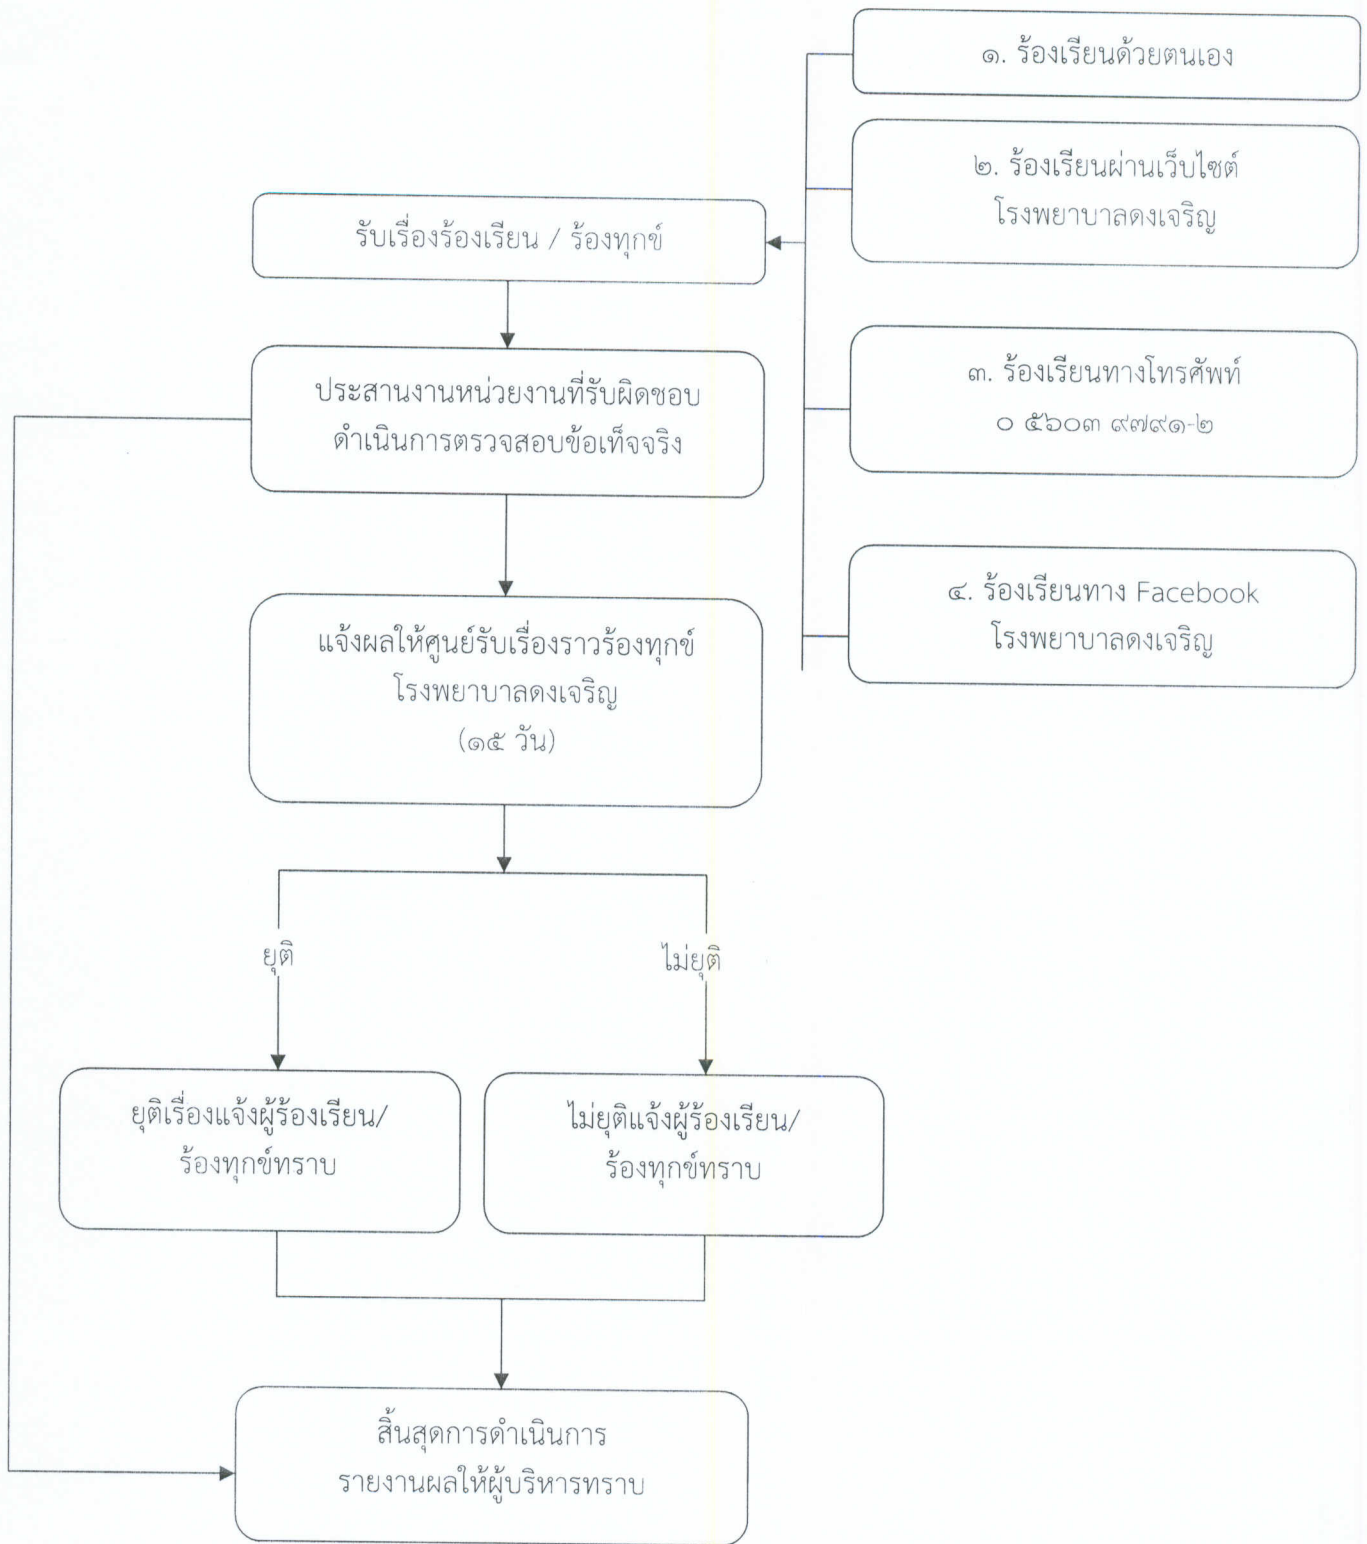 ๑. ร้องเรียนด้วยตนเอง
๒. ร้องเรียนผ่านเว็บไซต์
โรงพยาบาลดงเจริญ
รับเรื่องร้องเรียน / ร้องทุกข์
๓. ร้องเรียนทางโทรศัพท์
๐ ๕๖๐๓ ๙๗๙๑-๒
ประสานงานหน่วยงานที่รับผิดชอบ
ดำเนินการตรวจสอบข้อเท็จจริง
๔. ร้องเรียนทาง Facebook
โรงพยาบาลดงเจริญ
แจ้งผลให้ศูนย์รับเรื่องราวร้องทุกข์
โรงพยาบาลดงเจริญ
(๑๕ วัน)
ยุติ
ไม่ยุติ
ยุติเรื่องแจ้งผู้ร้องเรียน/
ร้องทุกข์ทราบ
ไม่ยุติแจ้งผู้ร้องเรียน/
ร้องทุกข์ทราบ
สิ้นสุดการดำเนินการ
รายงานผลให้ผู้บริหารทราบ